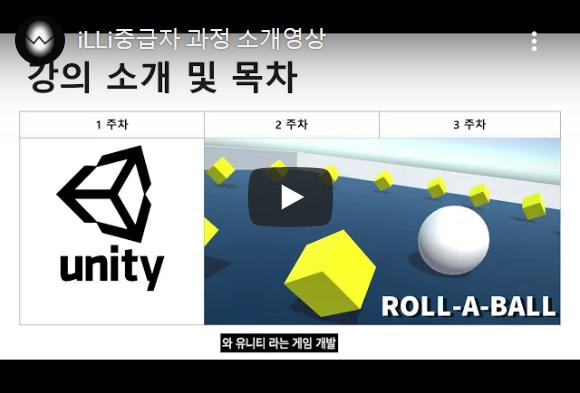 iLLi중급자 과정 소개영상
강의 소개 및 목차
1 주차
2 주차
3 주차
unity
ROLL-A-BALL
와 유니티 라는 게임 개발